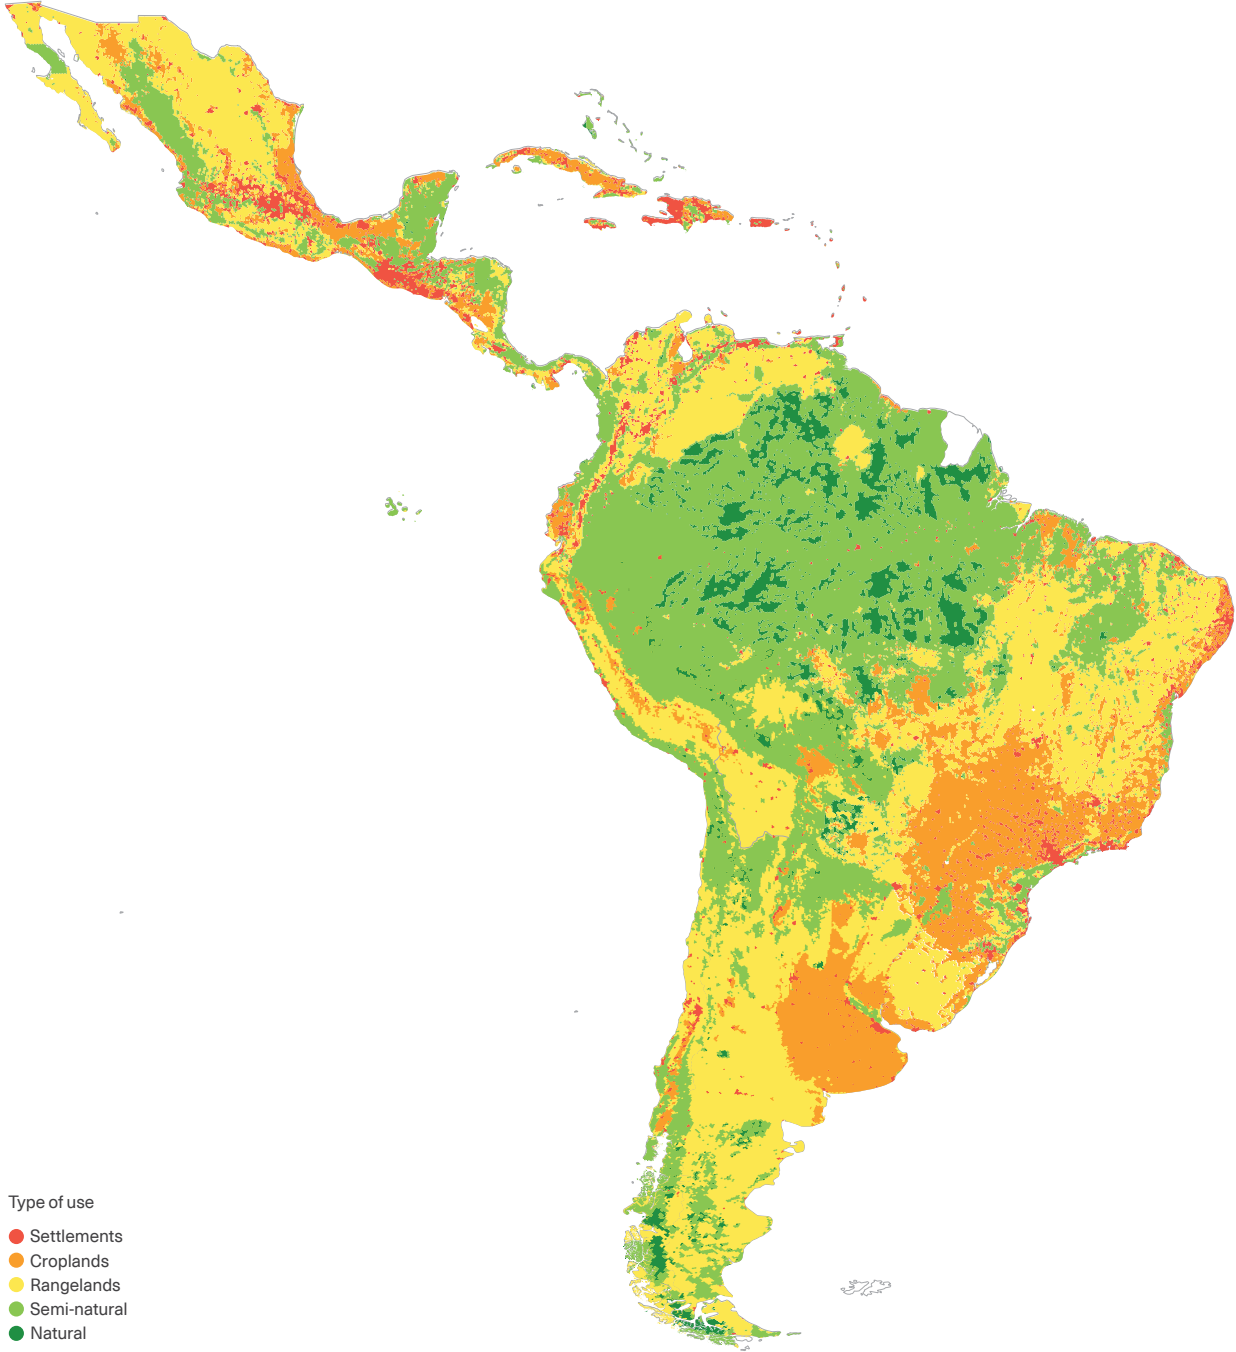 Type of use
Settlements
Croplands
Rangelands
Semi-natural
Natural